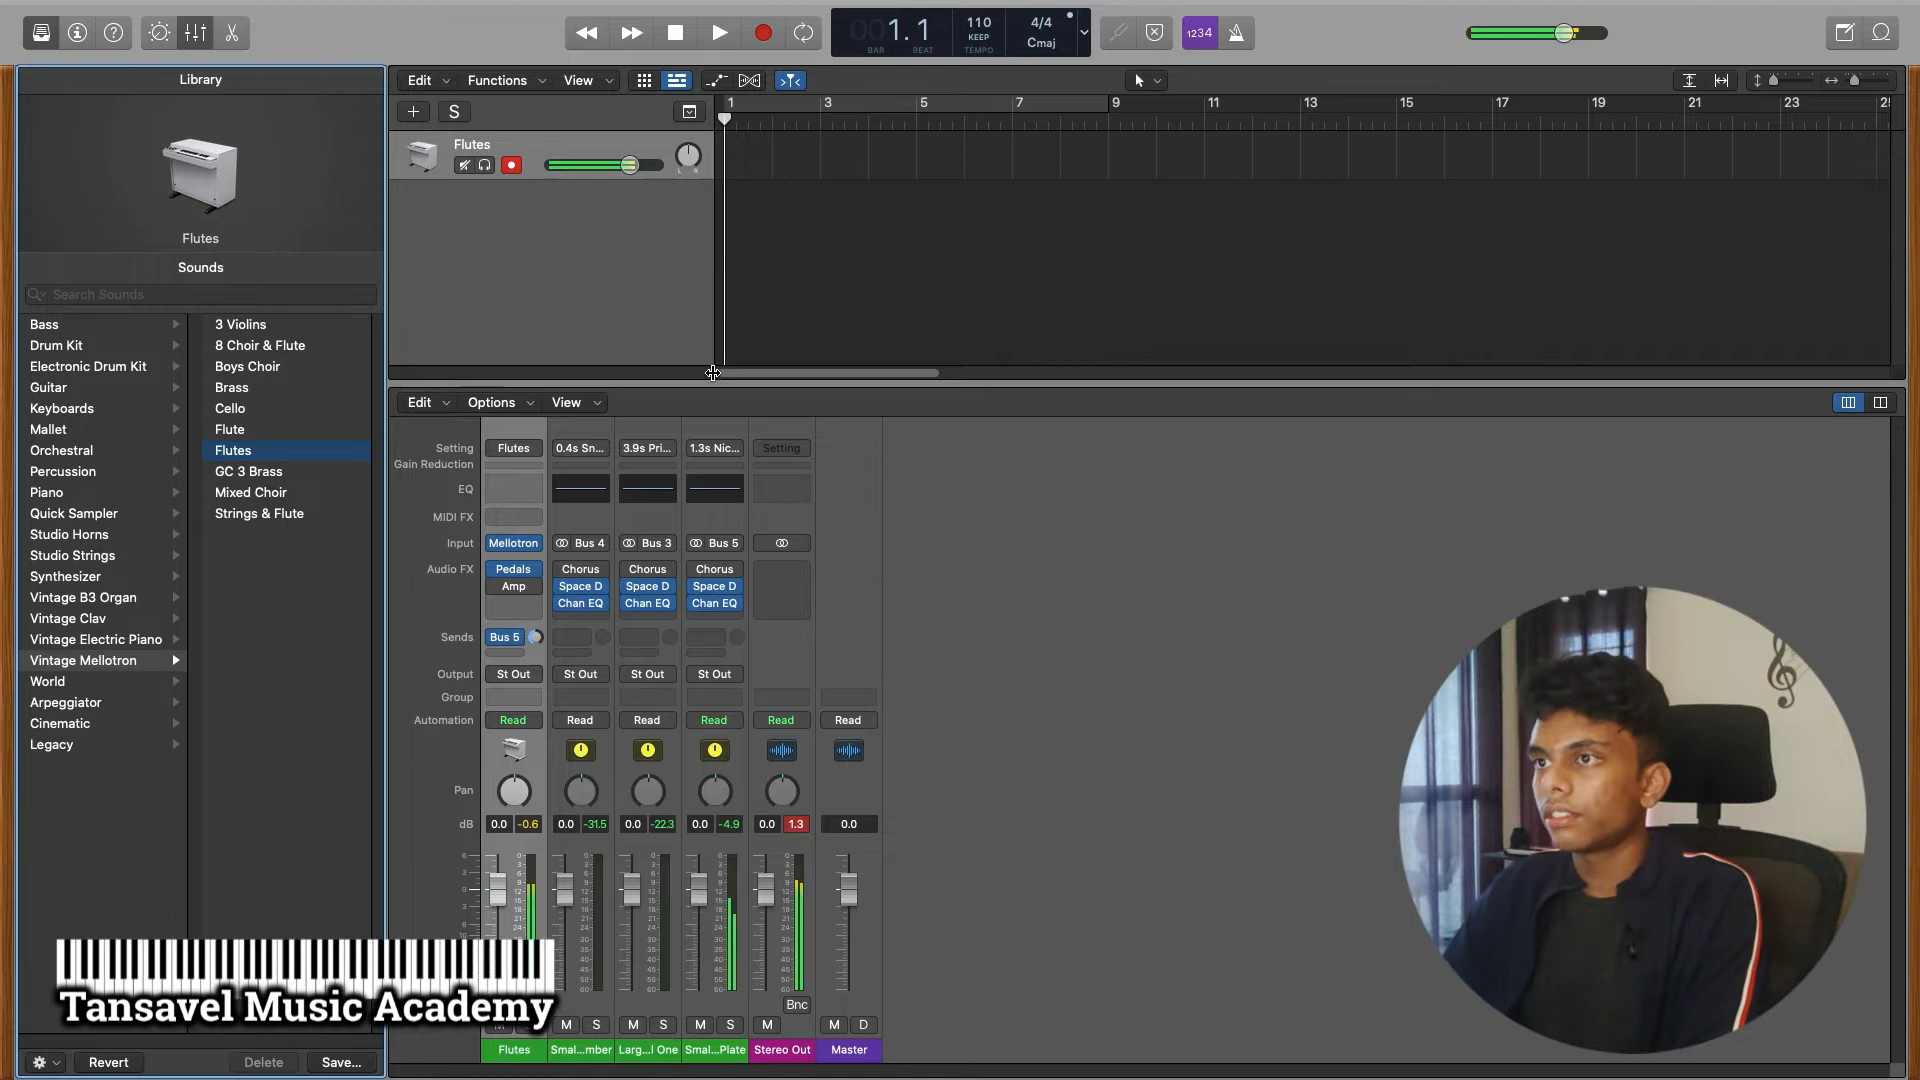 1.1
BAR
BEAT
110
KEEP
TEMPO
4/4
Cmaj
1234
Library
Flutes
Sounds
Search Sounds
Bass
Drum Kit
Electronic Drum Kit
Guitar
Keyboards
Mallet
Orchestral
Percussion
Piano
Quick Sampler
Studio Horns
Studio Strings
Synthesizer
Vintage B3 Organ
Vintage Clav
Vintage Electric Piano
Vintage Mellotron
World
Arpeggiator
Cinematic
Legacy
3 Violins
8 Choir & Flute
Boys Choir
Brass
Cello
Flute
Flutes
GC 3 Brass
Mixed Choir
Strings & Flute
Revert Delete Save...
Edit Functions View
S
1 3 5 7 9 11 13 15 17 19 21 23
Flutes
L R
Edit Options View
Setting Flutes 0.4s Sn... 3.9s Pri... 1.3s Nic... Setting
Gain Reduction
EQ
MIDI FX
Input Mellotron Bus 4 Bus 3 Bus 5
Audio FX Pedals Chorus Chorus Chorus
Amp Space D Space D Space D
Chan EQ Chan EQ Chan EQ
Sends Bus 5
Output St Out St Out St Out St Out
Group
Automation Read Read Read Read Read Read
Pan
dB 0.0 -0.6 0.0 -31.5 0.0 -22.3 0.0 -4.9 0.0 1.3 0.0
Bnc
M S M S M S M M D
Flutes Smal...mber Larg...l One Smal...Plate Stereo Out Master
Tansavel Music Academy